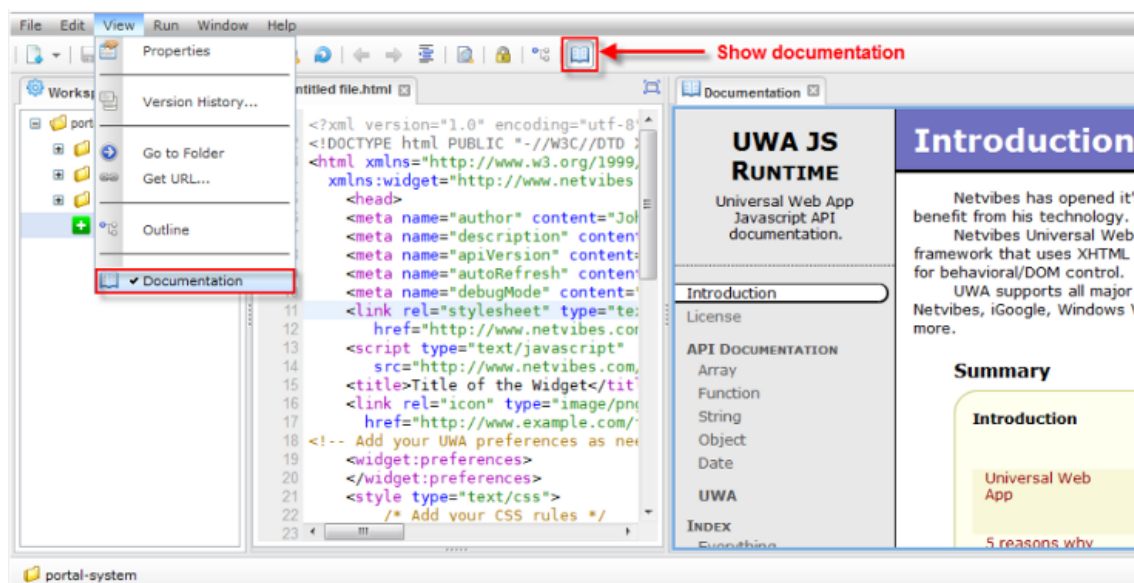 File Edit View Run Window Help
Show documentation
Properties
Version History...
Go to Folder
Get URL...
Outline
✔ Documentation
file.html
<?xml version="1.0" encoding="utf-8"
<!DOCTYPE html PUBLIC "-//W3C//DTD
<html xmlns="http://www.w3.org/1999/
xmlns:widget="http://www.netvibes
<head>
<meta name="author" content="Joh
<meta name="description" content
<meta name="apiVersion" content=
<meta name="autoRefresh" content
<meta name="debugMode" content="
11 <link rel="stylesheet" type="tex
12 href="http://www.netvibes.com
13 <script type="text/javascript"
14 src="http://www.netvibes.com/
15 <title>Title of the Widget</tit
16 <link rel="icon" type="image/png
17 href="http://www.example.com/
18 <!-- Add your UWA preferences as nee
19 <widget:preferences>
20 </widget:preferences>
21 <style type="text/css">
22 /* Add your CSS rules */
23
Documentation
UWA JS
RUNTIME
Universal Web App
Javascript API
documentation.
Introduction
License
API DOCUMENTATION
Array
Function
String
Object
Date
UWA
INDEX
Everything
Introduction
Netvibes has opened it'
benefit from his technology.
Netvibes Universal Web
framework that uses XHTML
for behavioral/DOM control.
UWA supports all major
Netvibes, iGoogle, Windows
more.
Summary
Introduction
Universal Web
App
5 reasons why
portal-system